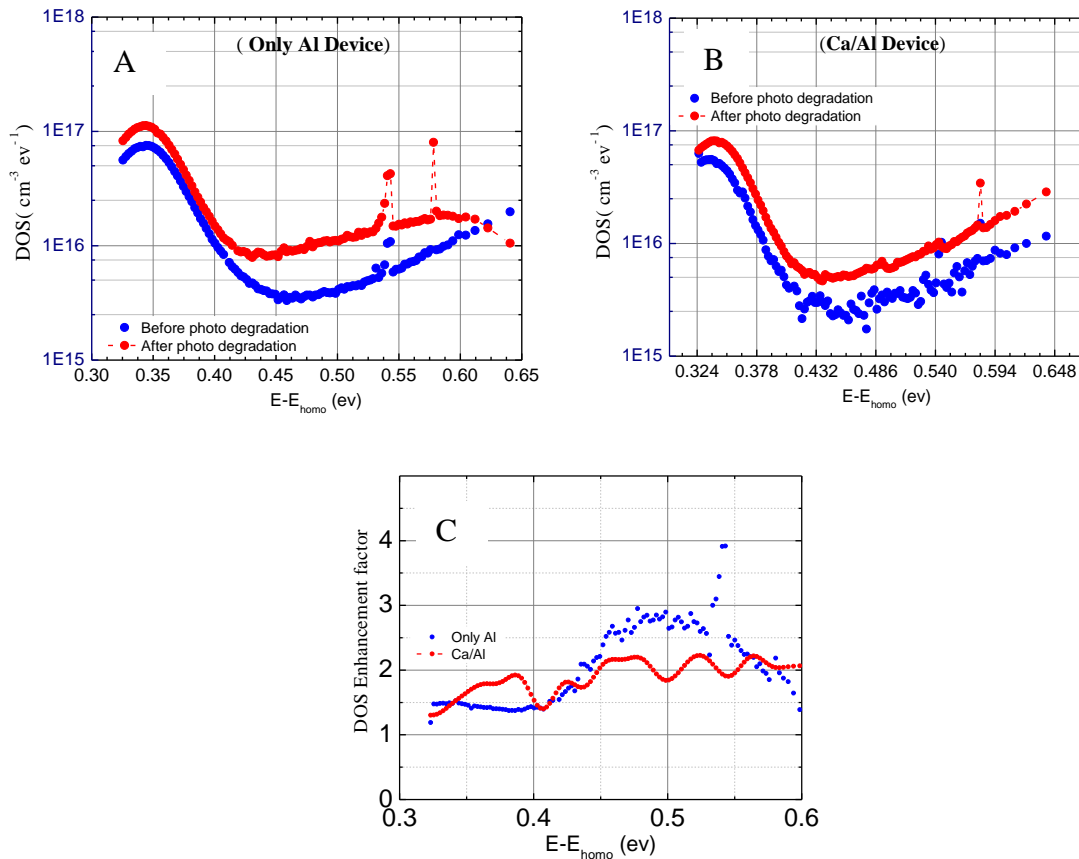 A
( Only Al Device)
1E18
1E17
1E16
1E15
DOS( cm⁻³ ev⁻¹)
Before photo degradation
After photo degradation
0.30 0.35 0.40 0.45 0.50 0.55 0.60 0.65
E-E_homo (ev)
B
(Ca/Al Device)
1E18
1E17
1E16
1E15
DOS( cm⁻³ ev⁻¹)
Before photo degradation
After photo degradation
0.324 0.378 0.432 0.486 0.540 0.594 0.648
E-E_homo (ev)
C
4
3
2
1
0
DOS Enhancement factor
Only Al
Ca/Al
0.3 0.4 0.5 0.6
E-E_homo (ev)